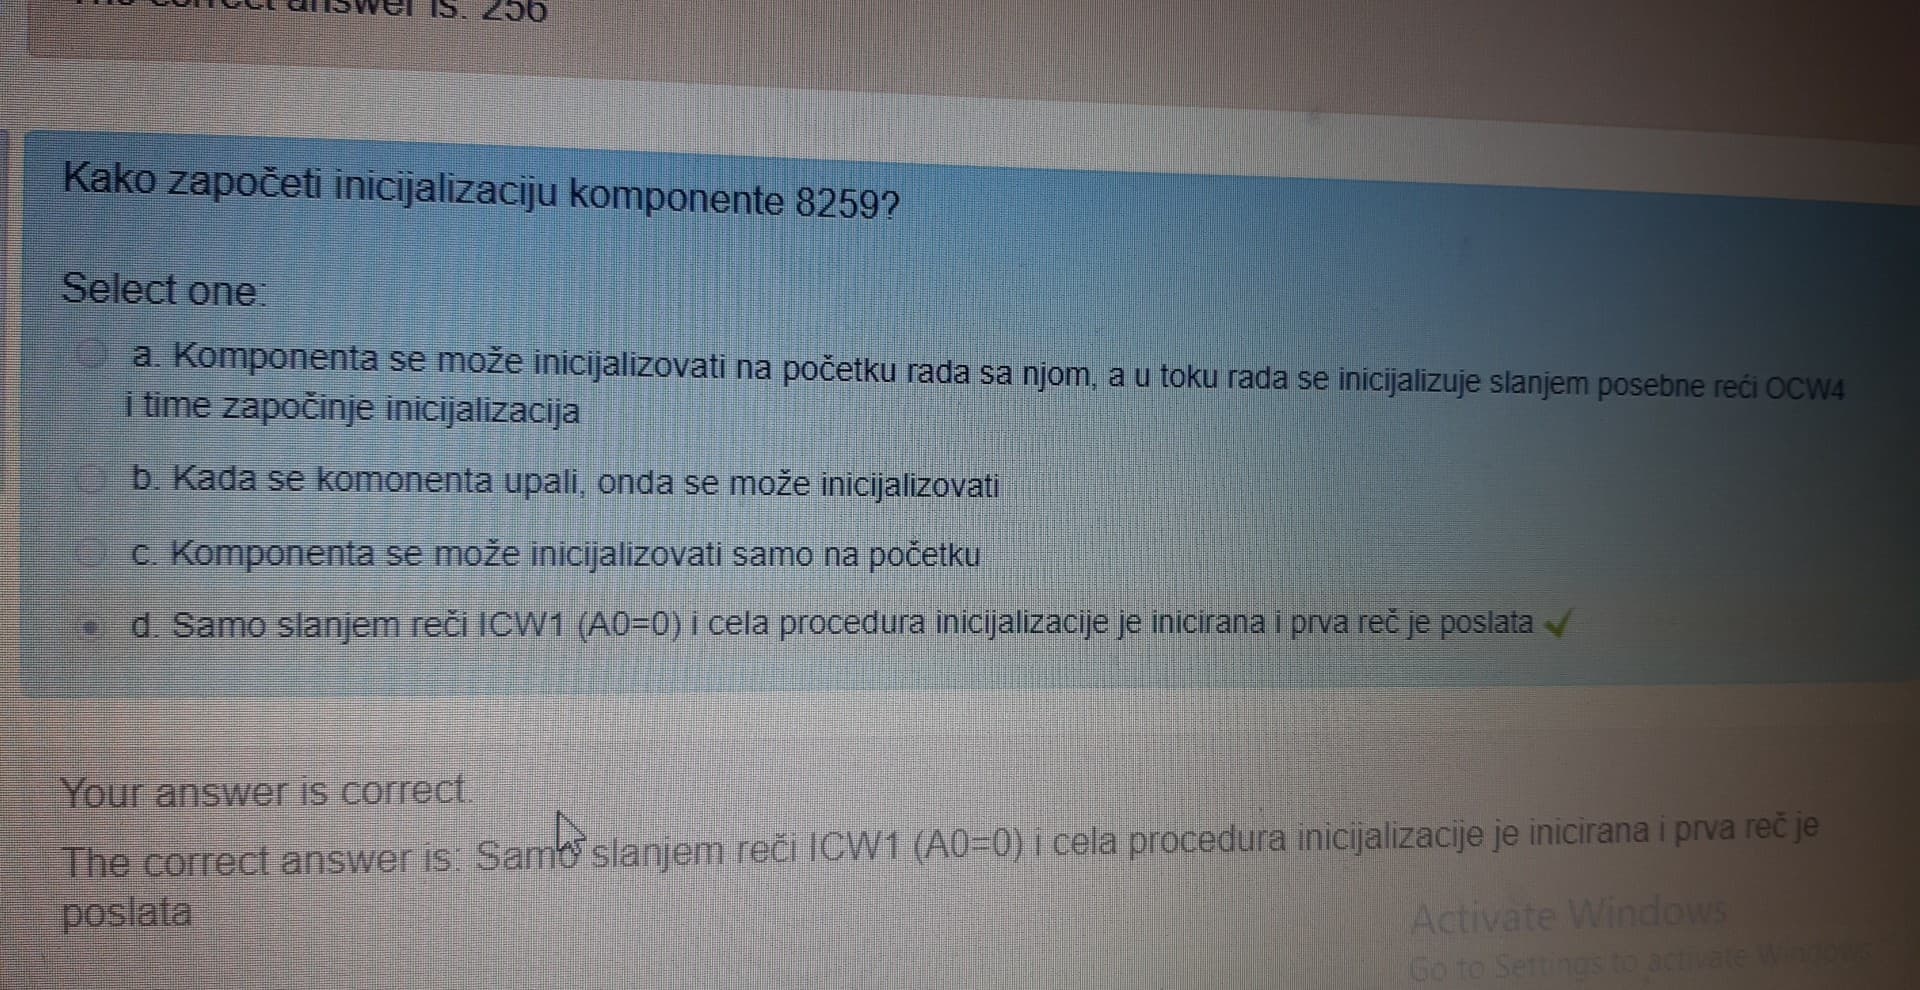 The correct answer is: 256
Kako započeti inicijalizaciju komponente 8259?
Select one:
a. Komponenta se može inicijalizovati na početku rada sa njom, a u toku rada se inicijalizuje slanjem posebne reći OCW4
i time započinje inicijalizacija
b. Kada se komonenta upali, onda se može inicijalizovati
c. Komponenta se može inicijalizovati samo na početku
d. Samo slanjem reči ICW1 (A0=0) i cela procedura inicijalizacije je inicirana i prva reč je poslata
Your answer is correct.
The correct answer is: Samo slanjem reči ICW1 (A0=0) i cela procedura inicijalizacije je inicirana i prva reč je
poslata
Activate Windows
Go to Settings to activate Windows